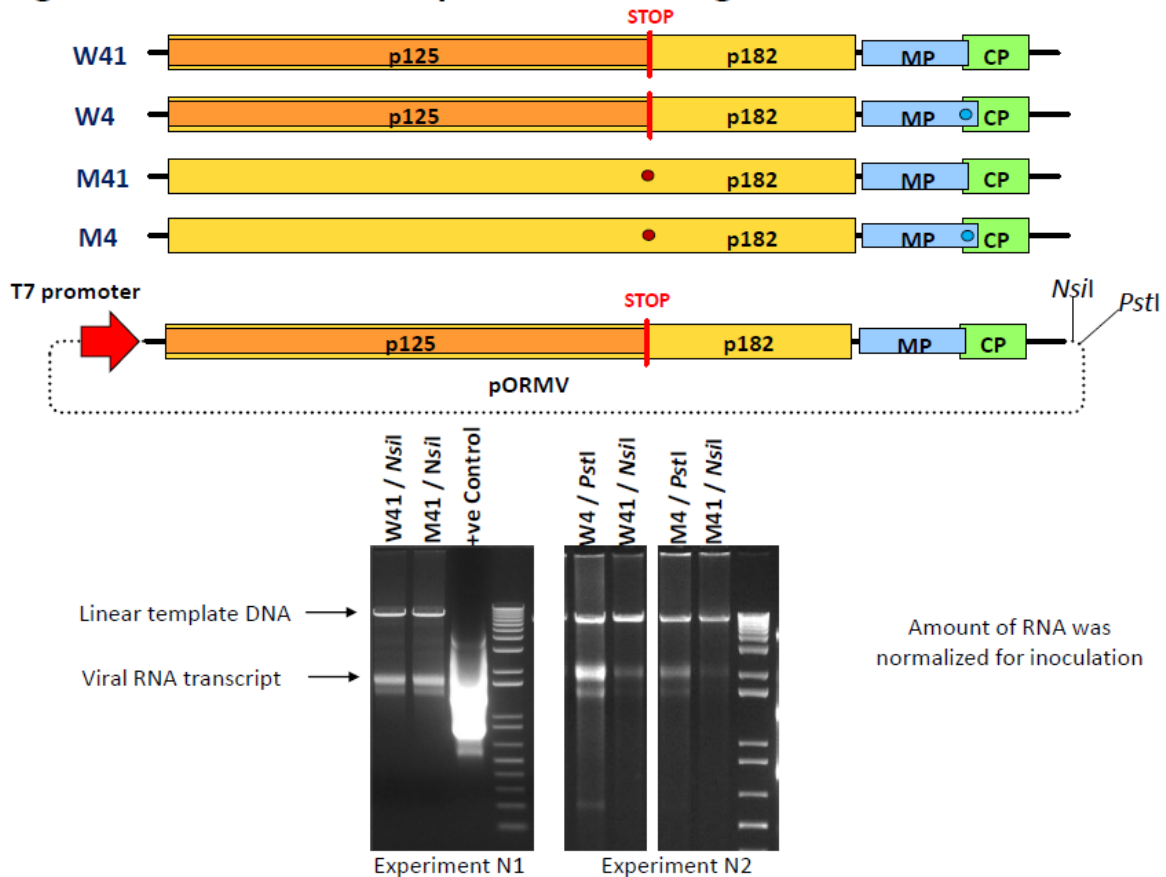 STOP
W41 p125 p182 MP CP
W4 p125 p182 MP CP
M41 p182 MP CP
M4 p182 MP CP
T7 promoter
STOP
NsiI
PstI
p125 p182 MP CP
pORMV
W41 / NsiI
M41 / NsiI
+ve Control
W4 / PstI
W41 / NsiI
M4 / PstI
M41 / NsiI
Linear template DNA
Viral RNA transcript
Amount of RNA was
normalized for inoculation
Experiment N1
Experiment N2